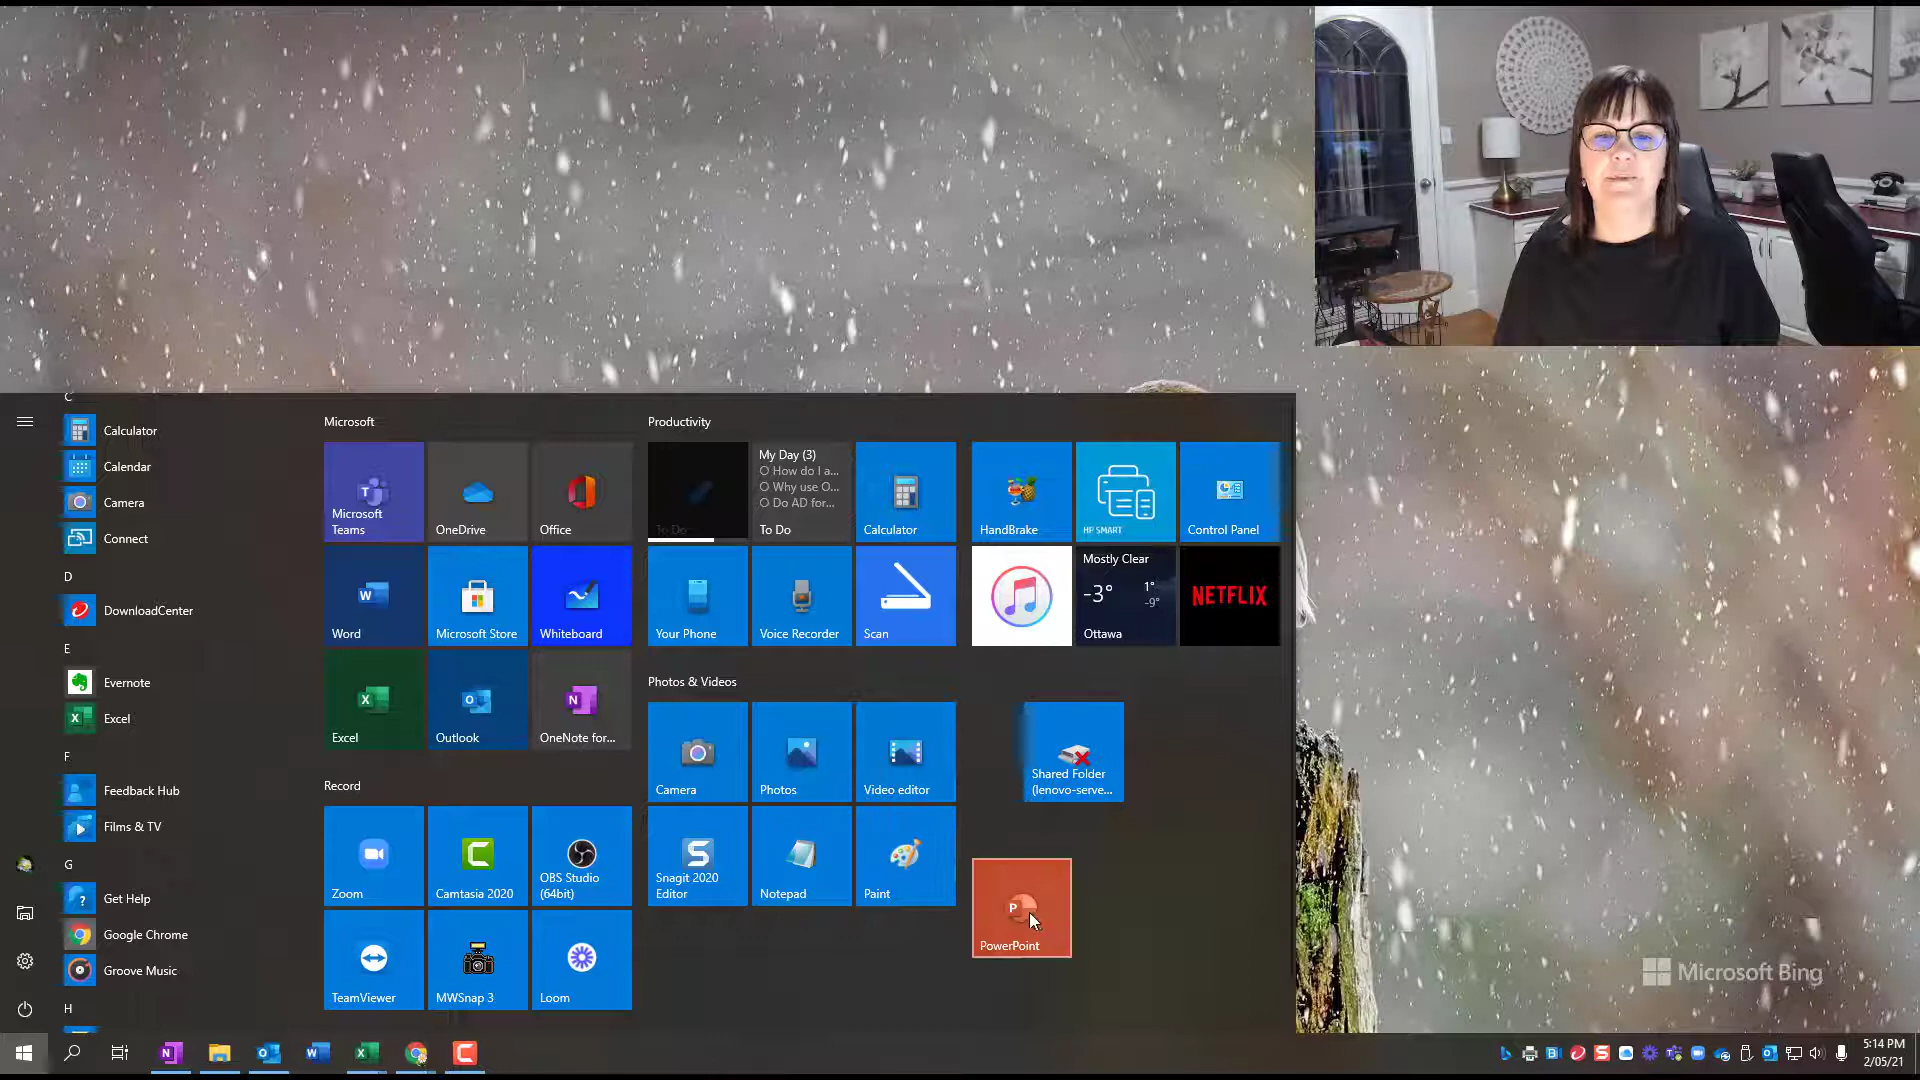 C
Calculator
Calendar
Camera
Connect
D
DownloadCenter
E
Evernote
Excel
F
Feedback Hub
Films & TV
G
Get Help
Google Chrome
Groove Music
H
Microsoft
Microsoft
Teams
OneDrive
Office
Word
Microsoft Store
Whiteboard
Excel
Outlook
OneNote for...
Record
Zoom
Camtasia 2020
OBS Studio
(64bit)
TeamViewer
MWSnap 3
Loom
Productivity
To Do
My Day (3)
O How do I a...
O Why use O...
O Do AD for...
To Do
Calculator
Your Phone
Voice Recorder
Scan
Photos & Videos
Camera
Photos
Video editor
Snagit 2020
Editor
Notepad
Paint
HandBrake
HP SMART
Control Panel
Mostly Clear
-3°
1°
-9°
Ottawa
NETFLIX
Shared Folder
(lenovo-serve...
PowerPoint
Microsoft Bing
5:14 PM
2/05/21